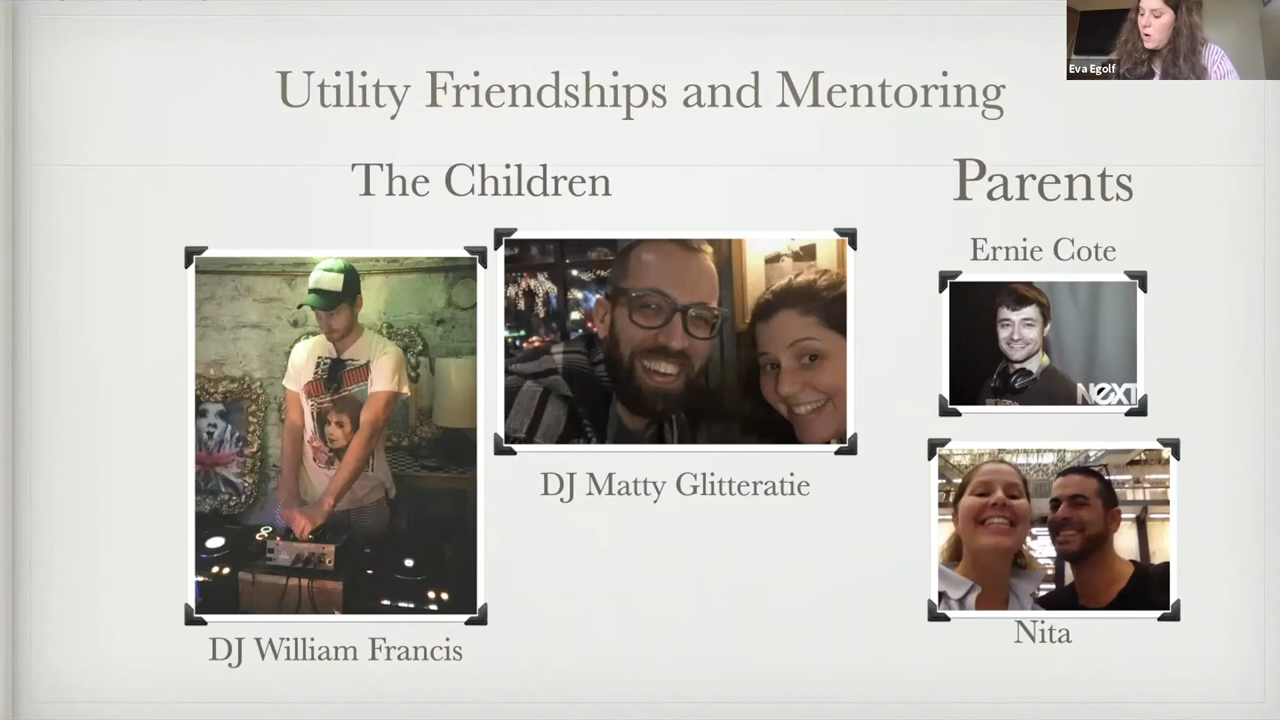 Eva Egolf
Utility Friendships and Mentoring
The Children
Parents
Ernie Cote
NEXT
DJ Matty Glitteratie
Nita
DJ William Francis